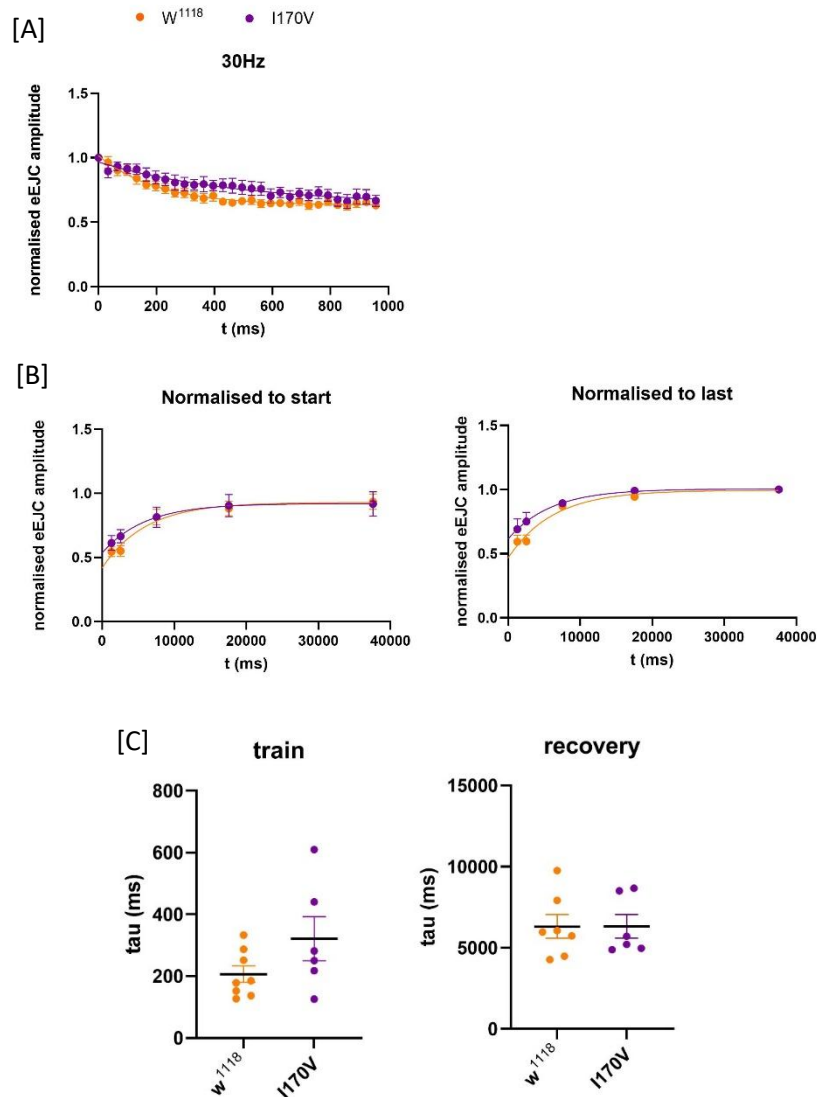 [A]
W1118 I170V
30Hz
normalised eEJC amplitude
1.5
1.0
0.5
0.0
0 200 400 600 800 1000
t (ms)
[B]
Normalised to start
normalised eEJC amplitude
1.5
1.0
0.5
0.0
0 10000 20000 30000 40000
t (ms)
Normalised to last
normalised eEJC amplitude
1.5
1.0
0.5
0.0
0 10000 20000 30000 40000
t (ms)
[C]
train
tau (ms)
800
600
400
200
0
w1118 I170V
recovery
tau (ms)
15000
10000
5000
0
w1118 I170V